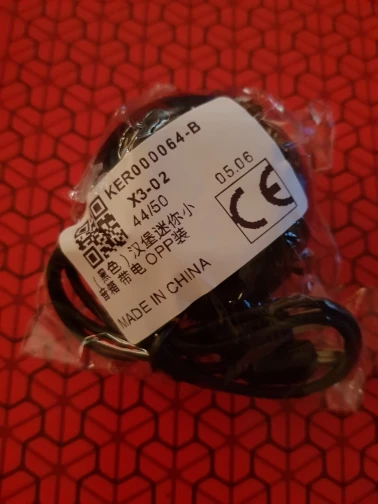 KER000064-B
X3-02
44/50
05.06
CE
(黑色)汉堡迷你小
音箱带电OPP装
MADE IN CHINA